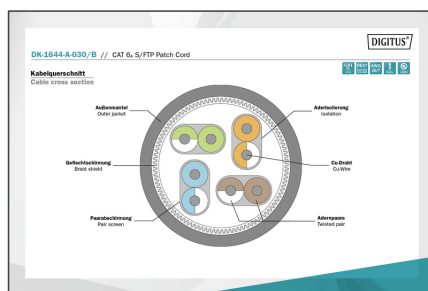 DIGITUS®
DK-1644-A-030/B // CAT 6A S/FTP Patch Cord
Kabelquerschnitt
Cable cross section
Außenmantel
Outer jacket
Aderisolierung
Isolation
Geflechtschirmung
Braid shield
Cu-Draht
Cu-Wire
Paarabschirmung
Pair screen
Adernpaare
Twisted pair